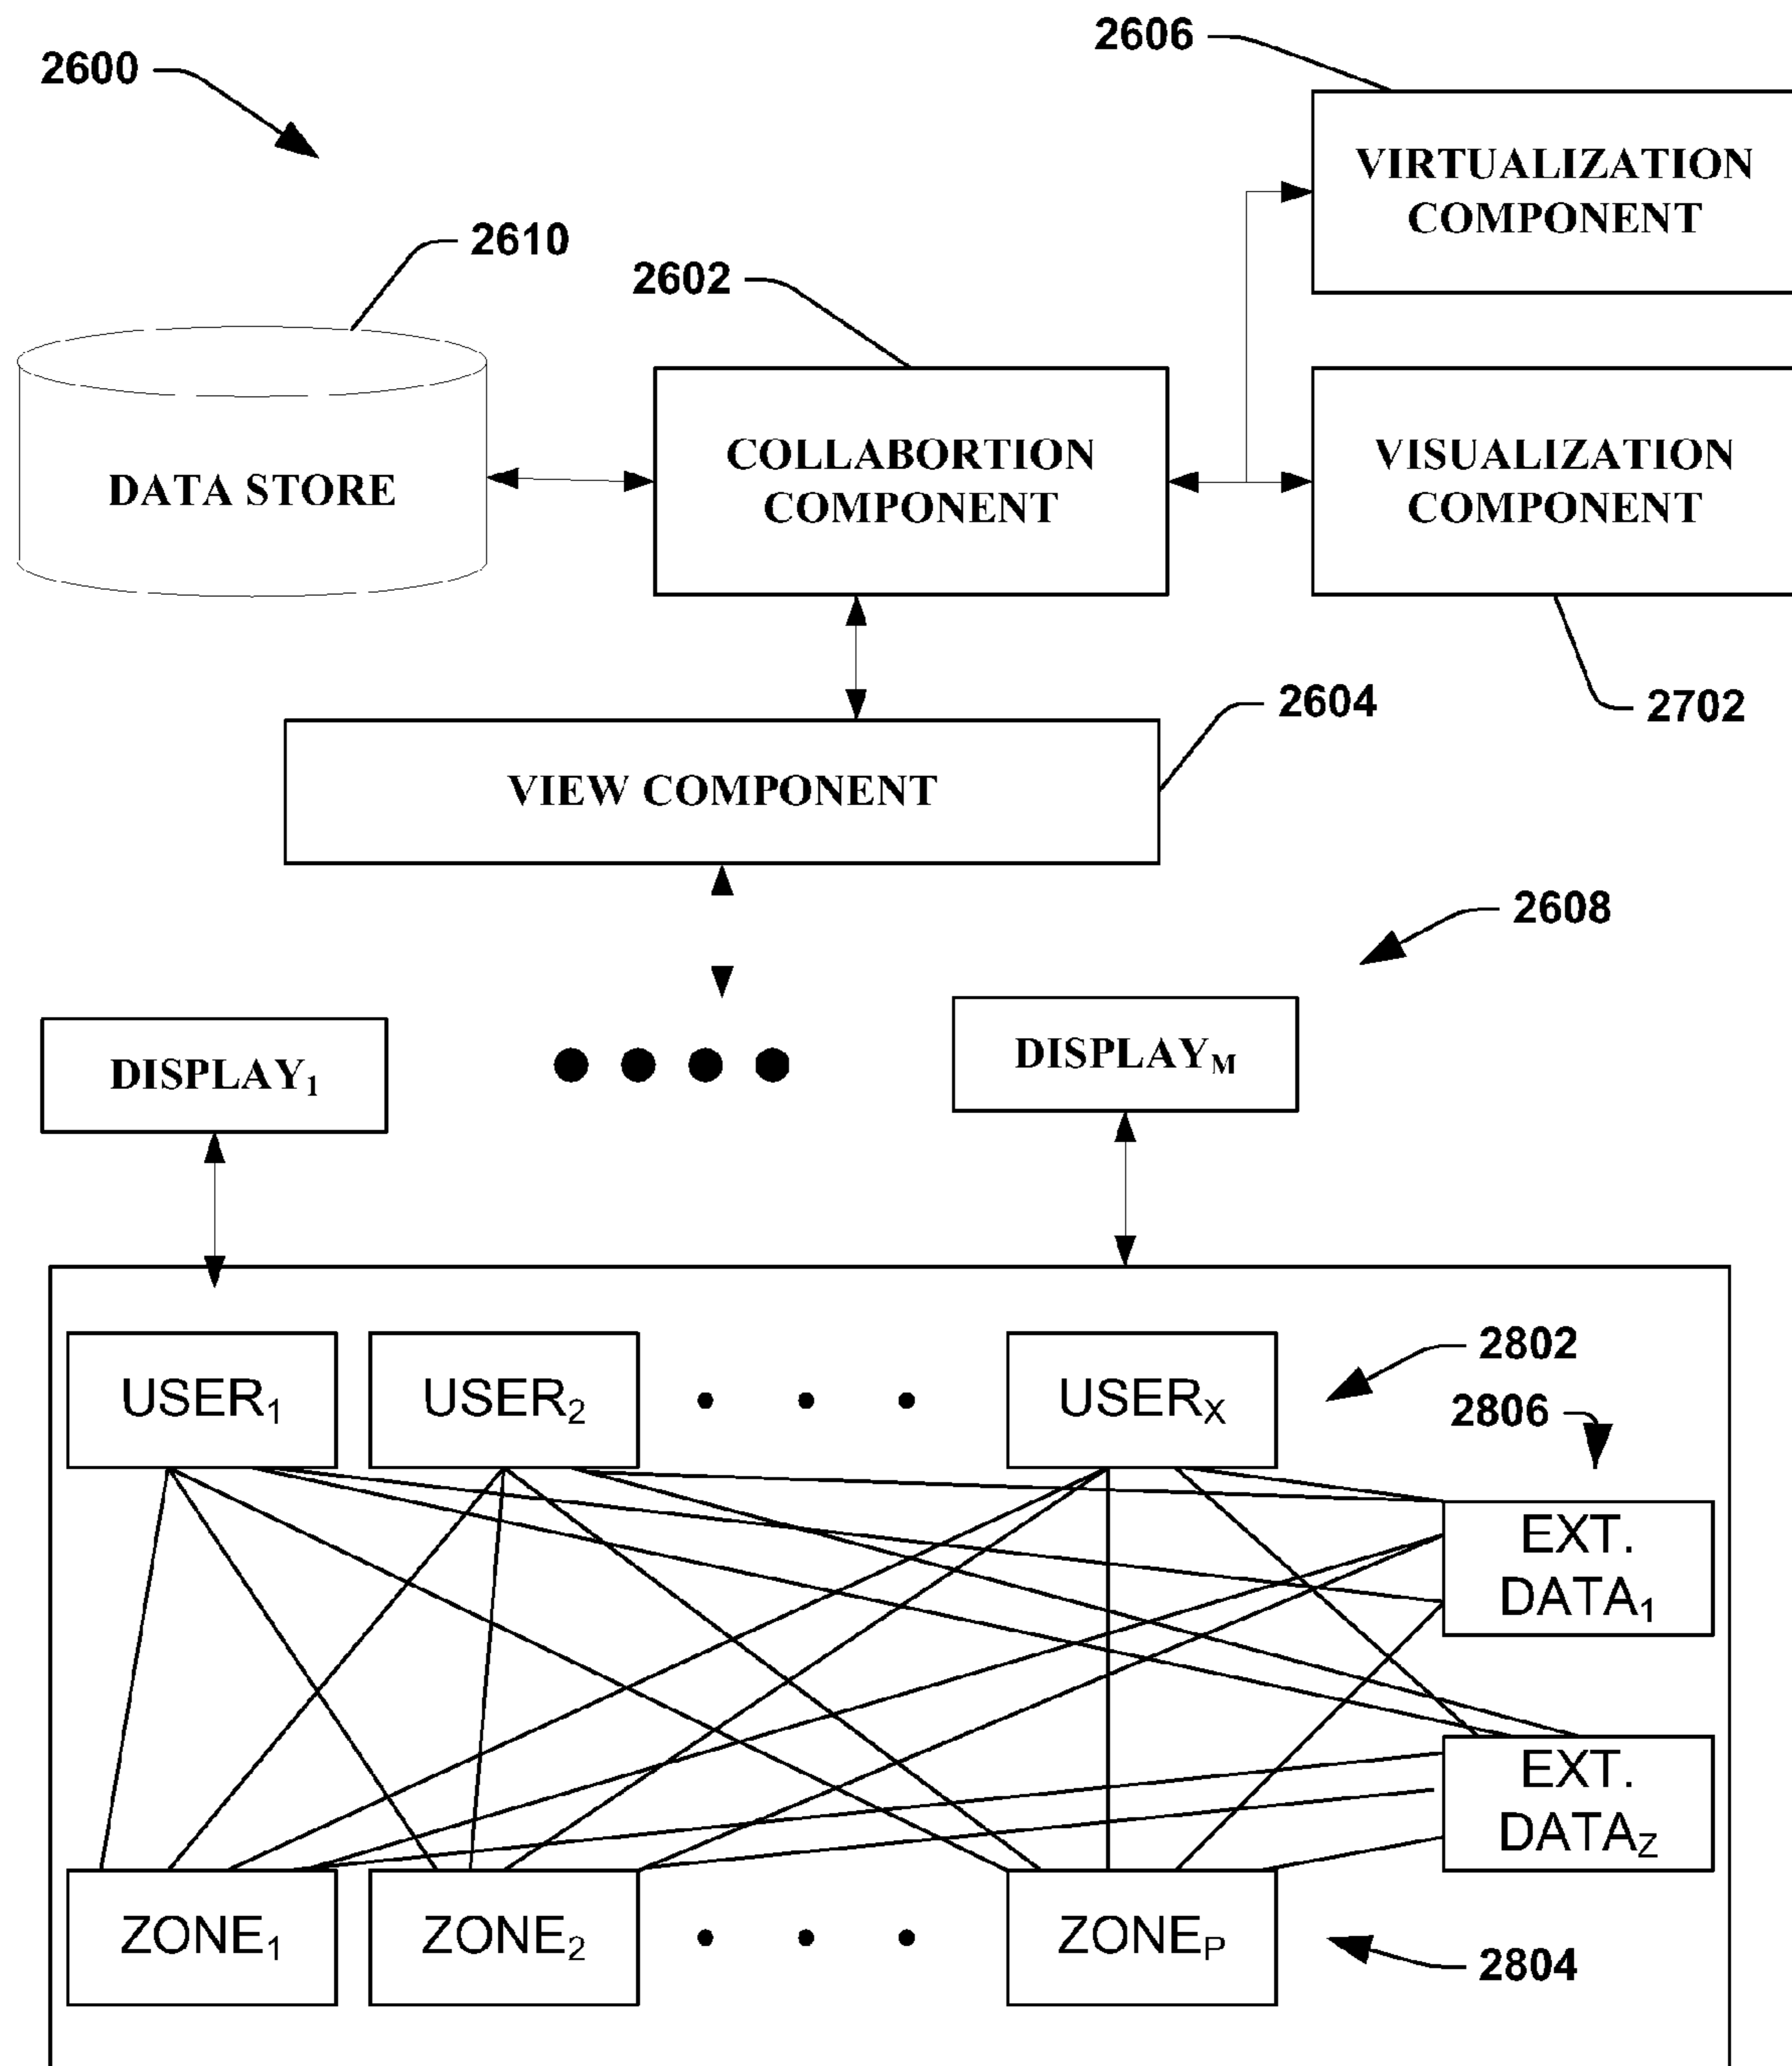 2606
2600
VIRTUALIZATION
COMPONENT
2610
2602
COLLABORTION
COMPONENT
VISUALIZATION
COMPONENT
DATA STORE
2604
2702
VIEW COMPONENT
2608
DISPLAY1
DISPLAYM
2802
USER1
USER2
USERX
2806
EXT.
DATA1
EXT.
DATAZ
ZONE1
ZONE2
ZONEP
2804